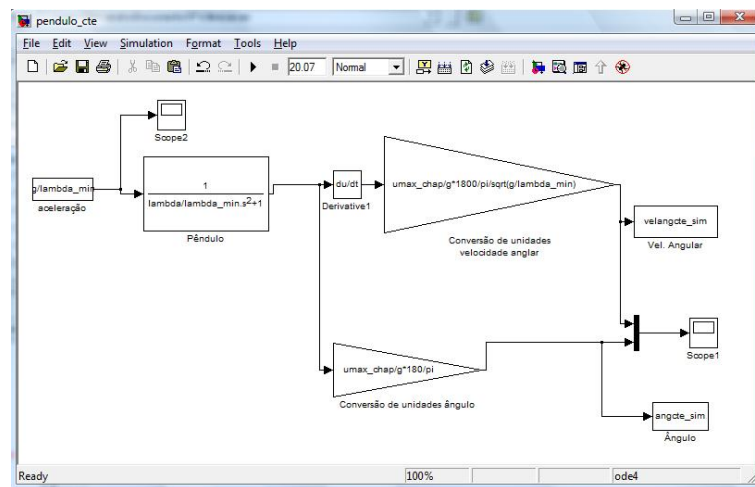 pendulo_cte
File Edit View Simulation Format Tools Help
20.07 Normal
Scope2
g/lambda_min
aceleração
1
lambda/lambda_min.s2+1
Pêndulo
du/dt
Derivative1
umax_chap/g*1800/pi/sqrt(g/lambda_min)
Conversão de unidades
velocidade anglar
velangcte_sim
Vel. Angular
Scope1
umax_chap/g*180/pi
Conversão de unidades ângulo
angcte_sim
Ângulo
Ready 100% ode4